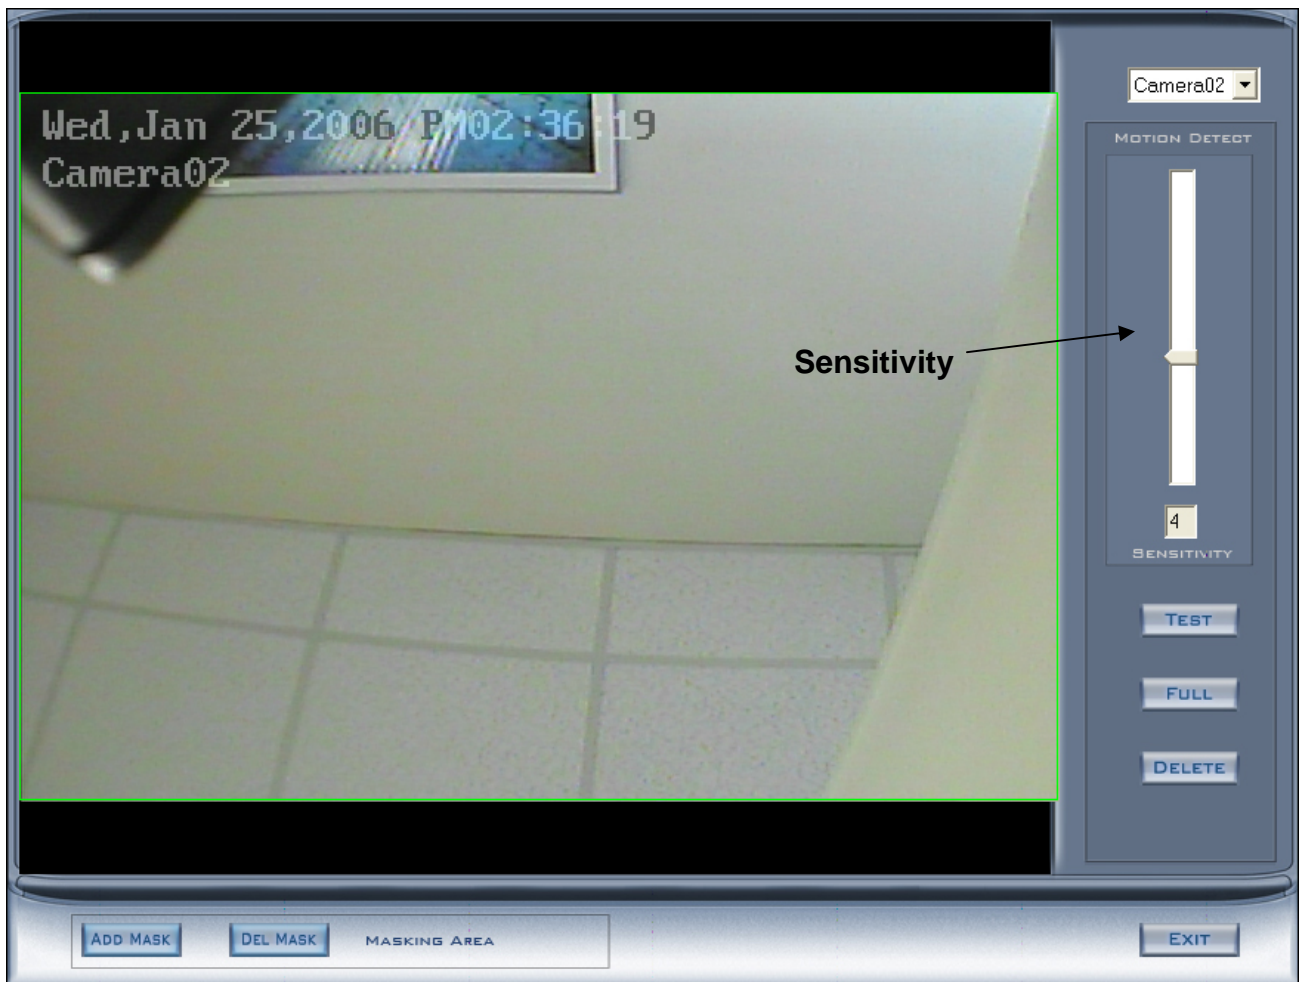 Wed,Jan 25,2006 PM02:36:19
Camera02
Camera02
MOTION DETECT
Sensitivity
4
SENSITIVITY
TEST
FULL
DELETE
ADD MASK
DEL MASK
MASKING AREA
EXIT